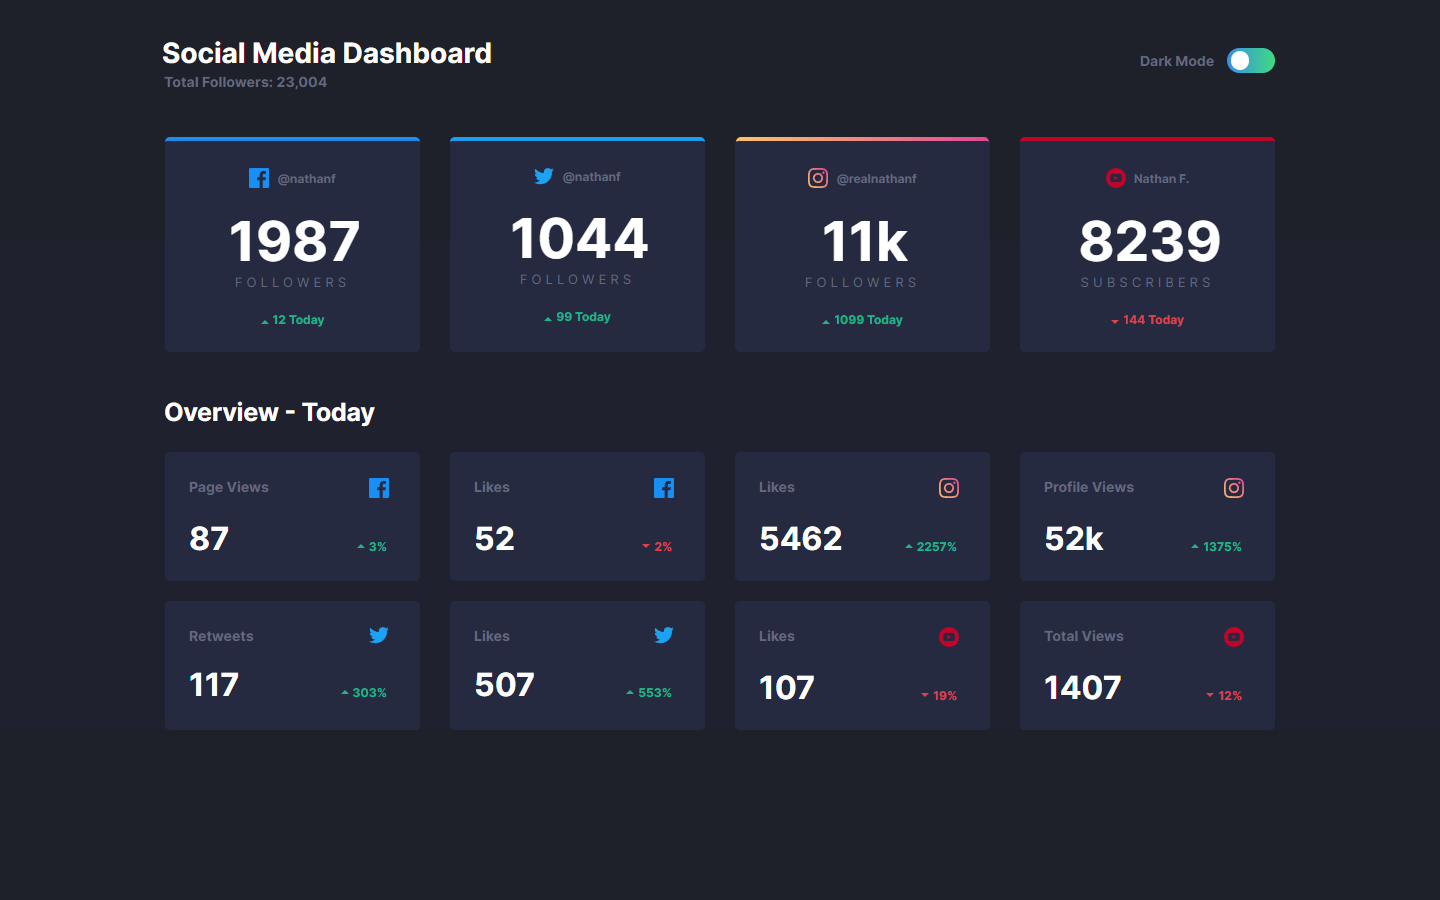 Social Media Dashboard
Total Followers: 23,004
Dark Mode
@nathanf
1987
FOLLOWERS
12 Today
@nathanf
1044
FOLLOWERS
99 Today
@realnathanf
11k
FOLLOWERS
1099 Today
Nathan F.
8239
SUBSCRIBERS
144 Today
Overview - Today
Page Views
87
3%
Likes
52
2%
Likes
5462
2257%
Profile Views
52k
1375%
Retweets
117
303%
Likes
507
553%
Likes
107
19%
Total Views
1407
12%